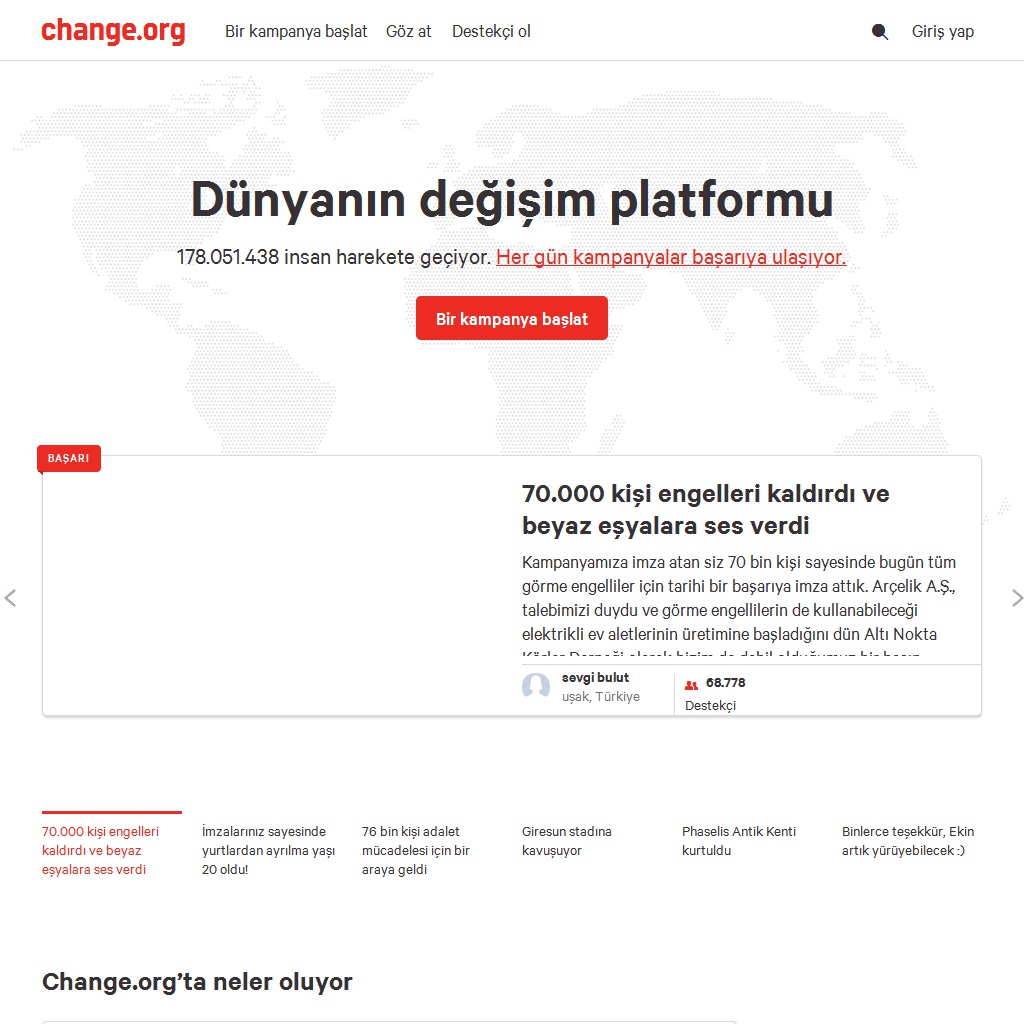 change.org
Bir kampanya başlat
Göz at
Destekçi ol
Giriş yap
Dünyanın değişim platformu
178.051.438 insan harekete geçiyor. Her gün kampanyalar başarıya ulaşıyor.
Bir kampanya başlat
BAŞARI
70.000 kişi engelleri kaldırdı ve
beyaz eşyalara ses verdi
Kampanyamıza imza atan siz 70 bin kişi sayesinde bugün tüm
görme engelliler için tarihi bir başarıya imza attık. Arçelik A.Ş.,
talebimizi duydu ve görme engellilerin de kullanabileceği
elektrikli ev aletlerinin üretimine başladığını dün Altı Nokta
sevgi bulut
uşak, Türkiye
68.778
Destekçi
70.000 kişi engelleri
kaldırdı ve beyaz
eşyalara ses verdi
İmzalarınız sayesinde
yurtlardan ayrılma yaşı
20 oldu!
76 bin kişi adalet
mücadelesi için bir
araya geldi
Giresun stadına
kavuşuyor
Phaselis Antik Kenti
kurtuldu
Binlerce teşekkür, Ekin
artık yürüyebilecek :)
Change.org’ta neler oluyor